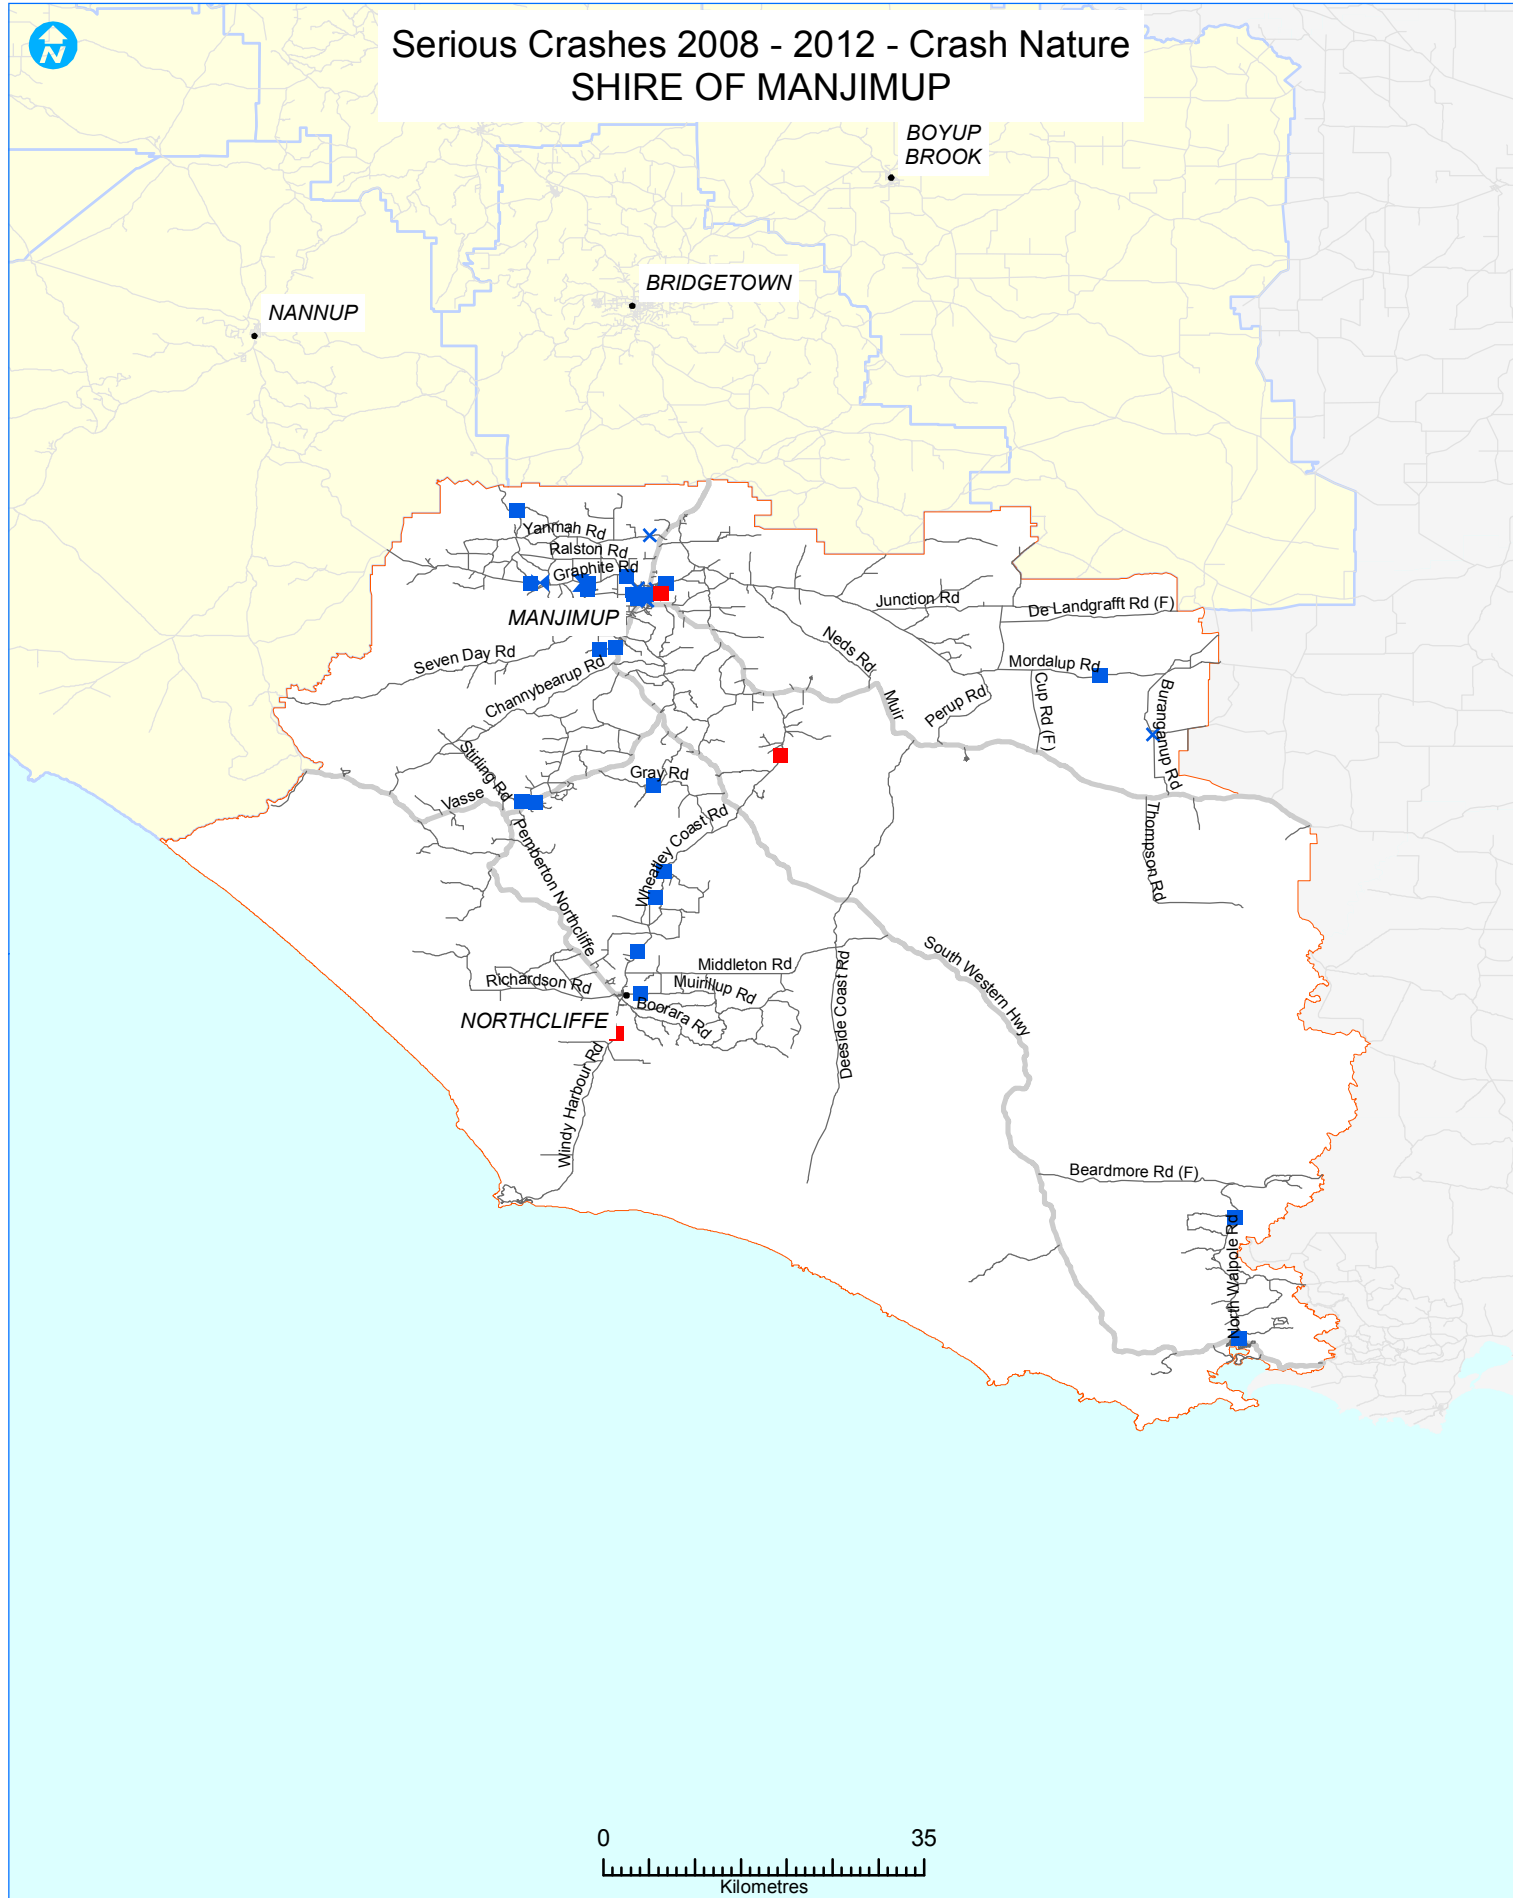 N
Serious Crashes 2008 - 2012 - Crash Nature
SHIRE OF MANJIMUP
BOYUP
BROOK
BRIDGETOWN
NANNUP
Yanmah Rd
Ralston Rd
Graphite Rd
MANJIMUP
Junction Rd
De Landgrafft Rd (F)
Neds Rd
Seven Day Rd
Channybearup Rd
Mordalup Rd
Muir
Perup Rd
Cup Rd (F)
Buranganup Rd
Stirling Rd
Vasse
Gray Rd
Thompson Rd
Pemberton Northcliffe
Wheatley Coast Rd
South Western Hwy
Middleton Rd
Richardson Rd
Muirillup Rd
Boorara Rd
NORTHCLIFFE
Deeside Coast Rd
Windy Harbour Rd
Beardmore Rd (F)
North Walpole Rd
0 35
Kilometres